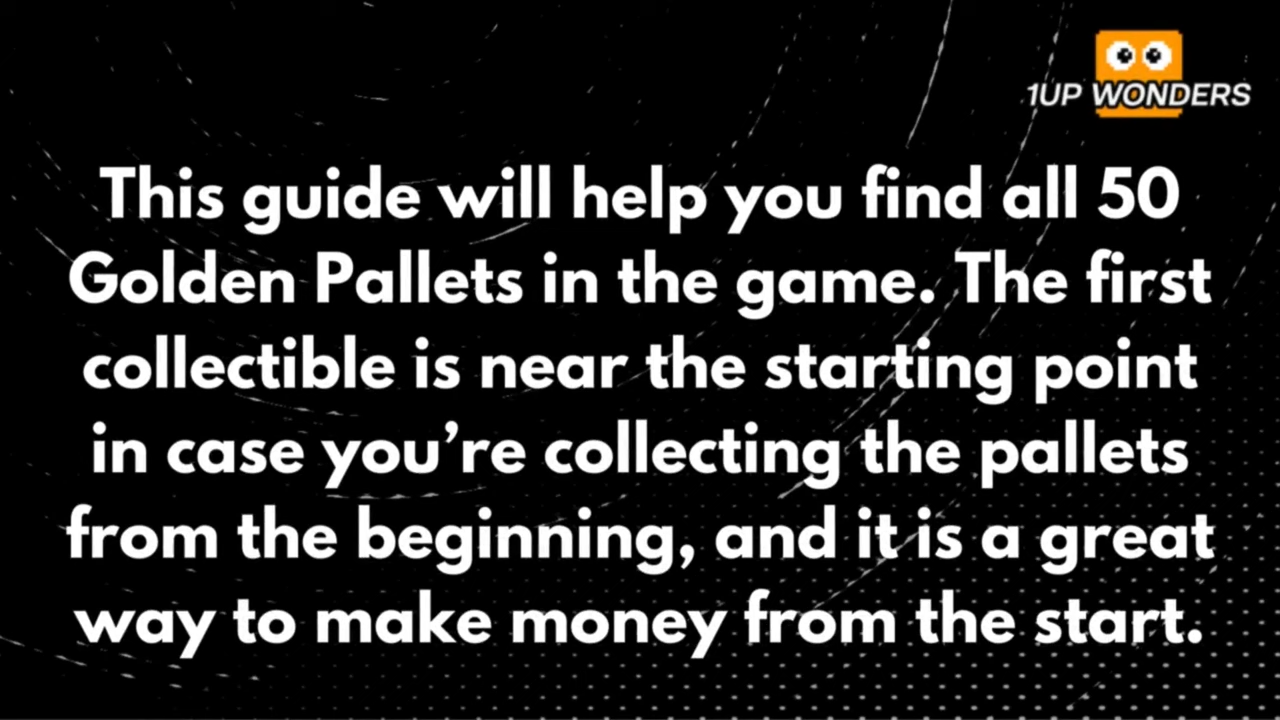 1UP WONDERS
This guide will help you find all 50
Golden Pallets in the game. The first
collectible is near the starting point
in case you’re collecting the pallets
from the beginning, and it is a great
way to make money from the start.